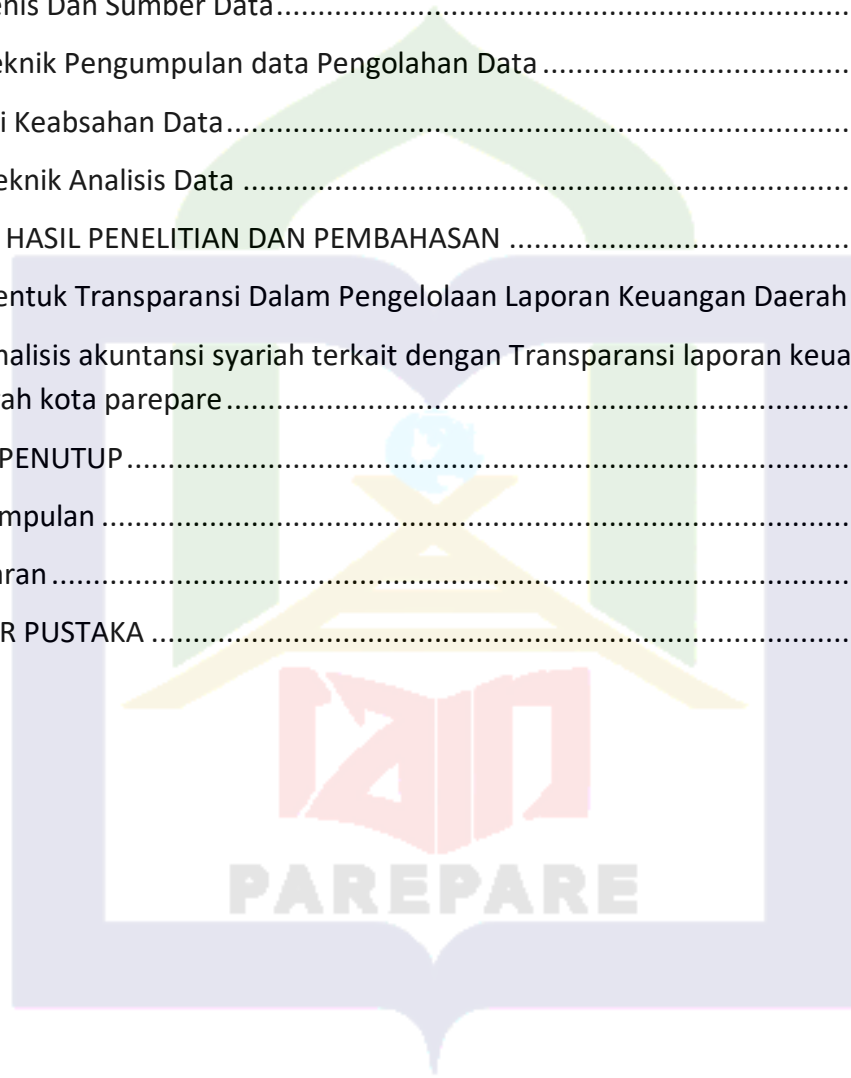 enis Dan Sumber Data
eknik Pengumpulan data Pengolahan Data
i Keabsahan Data
eknik Analisis Data
HASIL PENELITIAN DAN PEMBAHASAN
entuk Transparansi Dalam Pengelolaan Laporan Keuangan Daerah
nalisis akuntansi syariah terkait dengan Transparansi laporan keua
rah kota parepare
PENUTUP
mpulan
aran
R PUSTAKA
iain
PAREPARE